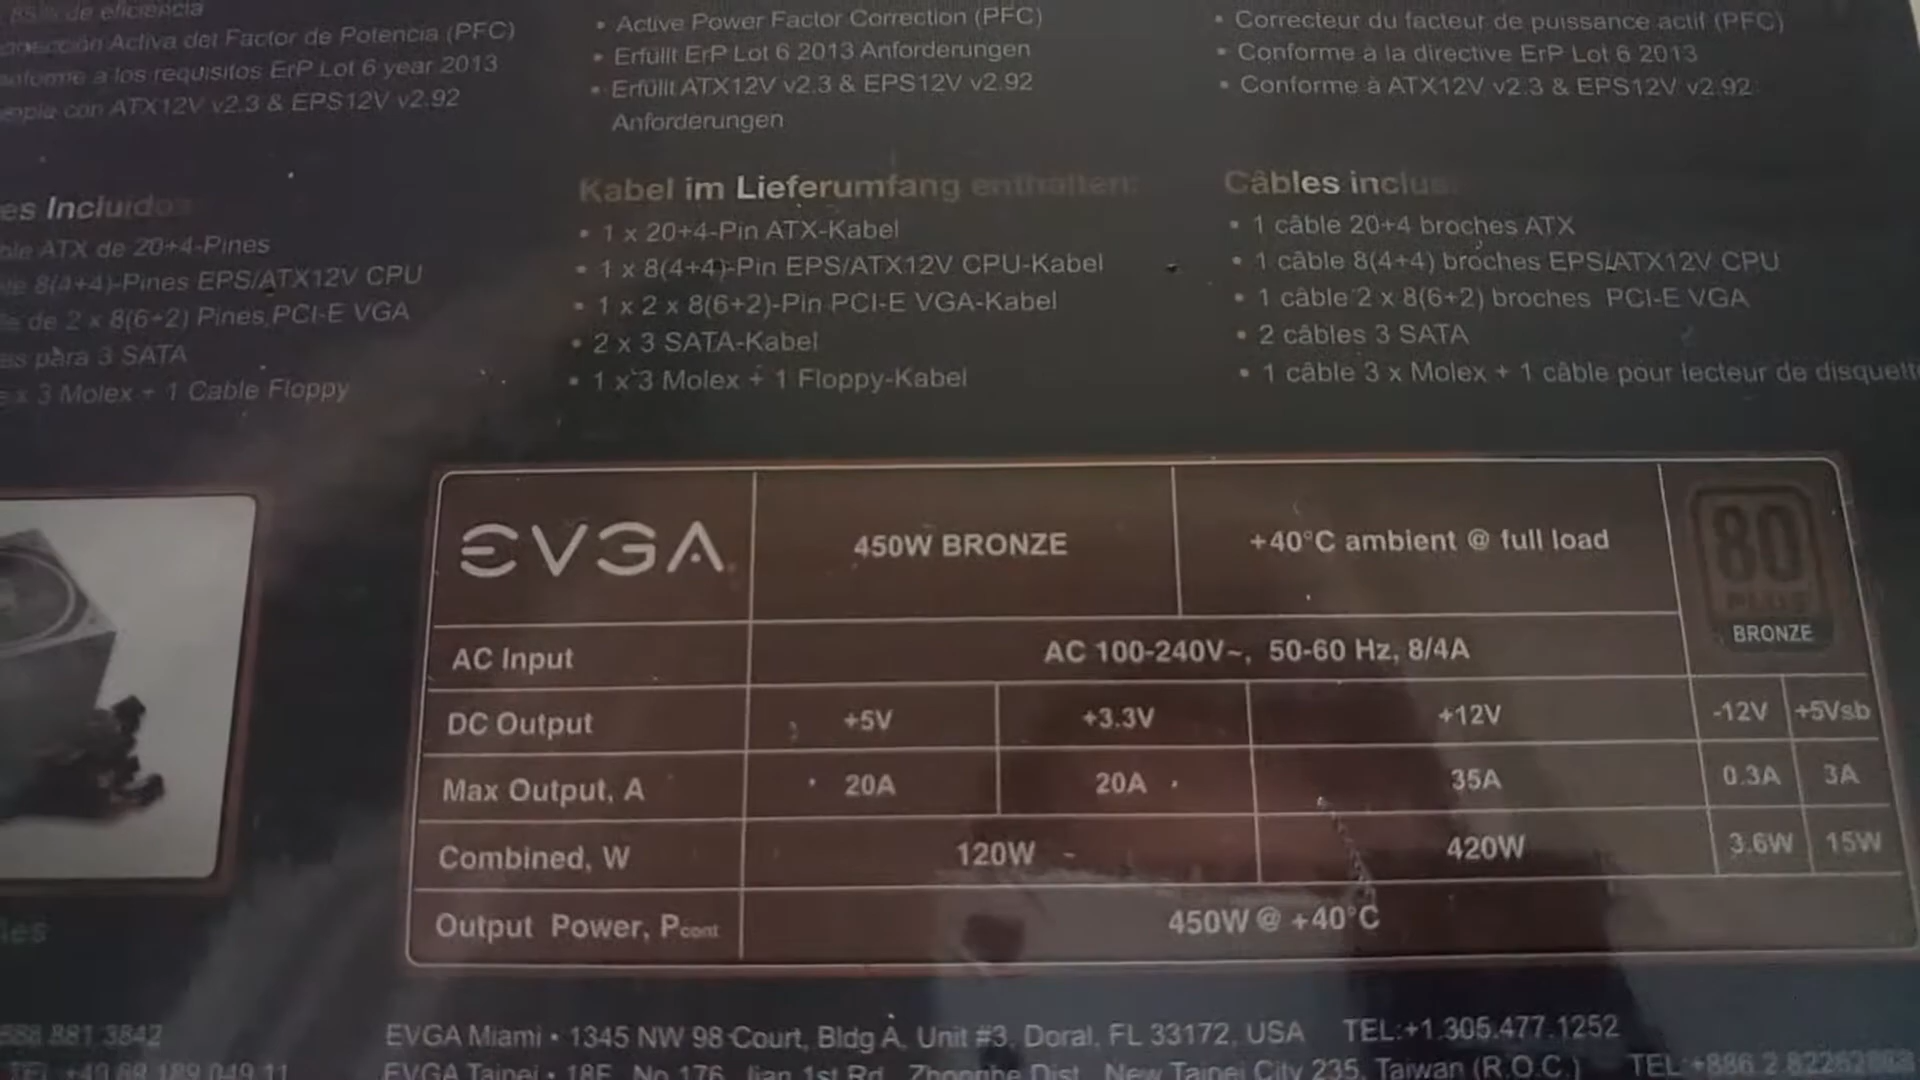 85% de eficiencia
Activa del Factor de Potencia (PFC)
a los requisitos ErP Lot 6 year 2013
con ATX12V v2.3 & EPS12V v2.92
Incluidos
ATX de 20+4-Pines
8(4+4)-Pines EPS/ATX12V CPU
de 2 x 8(6+2) Pines PCI-E VGA
para 3 SATA
x 3 Molex + 1 Cable Floppy
• Active Power Factor Correction (PFC)
• Erfüllt ErP Lot 6 2013 Anforderungen
• Erfüllt ATX12V v2.3 & EPS12V v2.92
Anforderungen
Kabel im Lieferumfang enthalten:
• 1 x 20+4-Pin ATX-Kabel
• 1 x 8(4+4)-Pin EPS/ATX12V CPU-Kabel
• 1 x 2 x 8(6+2)-Pin PCI-E VGA-Kabel
• 2 x 3 SATA-Kabel
• 1 x 3 Molex + 1 Floppy-Kabel
• Correcteur du facteur de puissance actif (PFC)
• Conforme à la directive ErP Lot 6 2013
• Conforme à ATX12V v2.3 & EPS12V v2.92
Câbles inclus
• 1 câble 20+4 broches ATX
• 1 câble 8(4+4) broches EPS/ATX12V CPU
• 1 câble 2 x 8(6+2) broches PCI-E VGA
• 2 câbles 3 SATA
• 1 câble 3 x Molex + 1 câble pour lecteur de disquette
EVGA 450W BRONZE +40°C ambient @ full load 80 PLUS BRONZE
AC Input AC 100-240V~, 50-60 Hz, 8/4A
DC Output +5V +3.3V +12V -12V +5Vsb
Max Output, A 20A 20A 35A 0.3A 3A
Combined, W 120W 420W 3.6W 15W
Output Power, Pcont 450W @ +40°C
888.881.3842
EVGA Miami • 1345 NW 98 Court, Bldg A, Unit #3, Doral, FL 33172, USA TEL:+1.305.477.1252
TEL +49.89.189.049.11
EVGA Taipei • 18F, No.176, Jian 1st Rd., Zhonghe Dist., New Taipei City 235, Taiwan (R.O.C.) TEL:+886.2